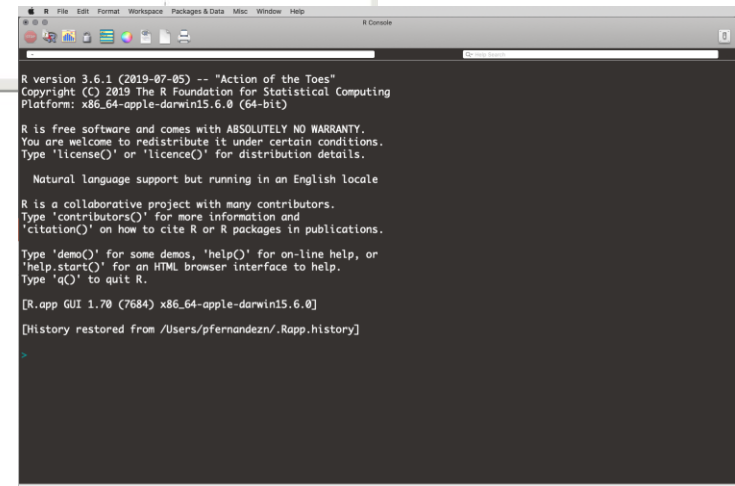 R File Edit Format Workspace Packages & Data Misc Window Help
R Console
Help Search
R version 3.6.1 (2019-07-05) -- "Action of the Toes"
Copyright (C) 2019 The R Foundation for Statistical Computing
Platform: x86_64-apple-darwin15.6.0 (64-bit)
R is free software and comes with ABSOLUTELY NO WARRANTY.
You are welcome to redistribute it under certain conditions.
Type 'license()' or 'licence()' for distribution details.
Natural language support but running in an English locale
R is a collaborative project with many contributors.
Type 'contributors()' for more information and
'citation()' on how to cite R or R packages in publications.
Type 'demo()' for some demos, 'help()' for on-line help, or
'help.start()' for an HTML browser interface to help.
Type 'q()' to quit R.
[R.app GUI 1.70 (7684) x86_64-apple-darwin15.6.0]
[History restored from /Users/pfernandezn/.Rapp.history]
>